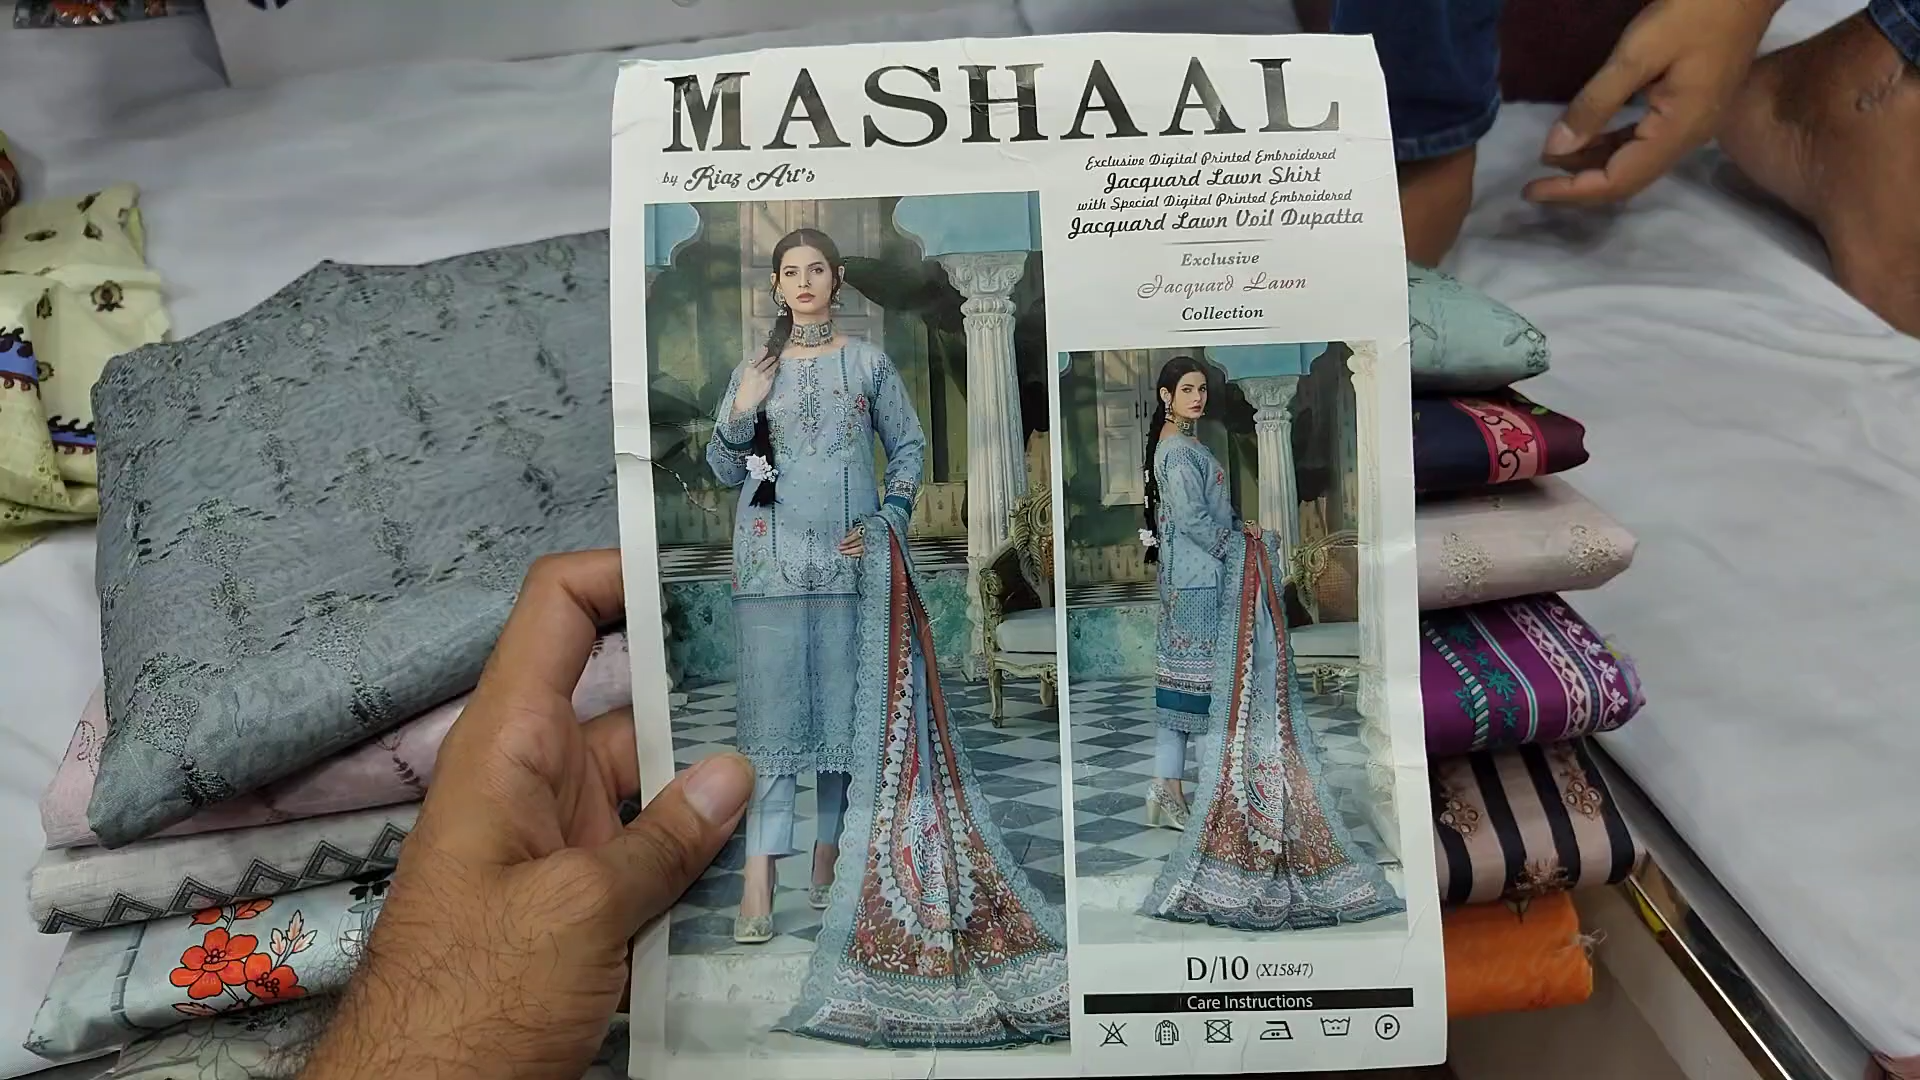 MASHAAL
by Riaz Art's
Exclusive Digital Printed Embroidered
Jacquard Lawn Shirt
with Special Digital Printed Embroidered
Jacquard Lawn Voil Dupatta
Exclusive
Jacquard Lawn
Collection
D/10 (X15847)
Care Instructions
P